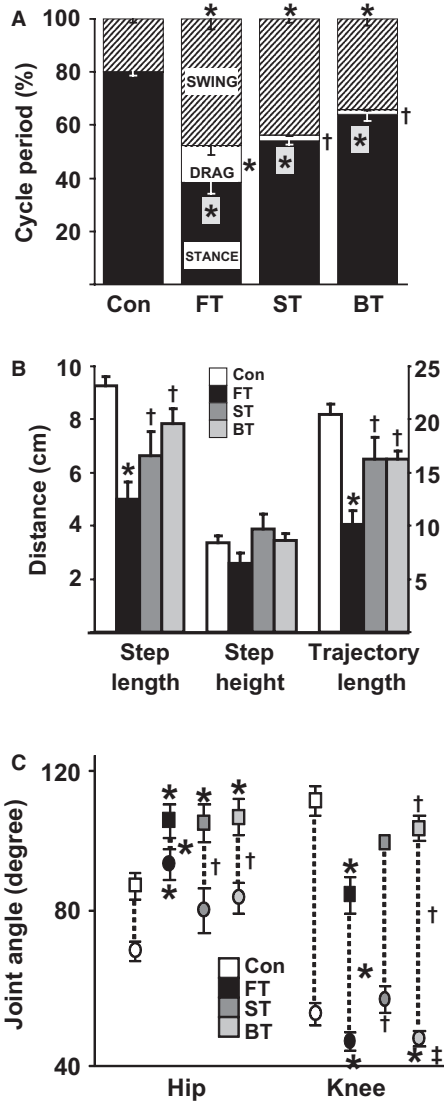 A
Cycle period (%)
100
80
60
40
20
* * *
SWING
DRAG
STANCE
*
*
*
†
*
†
*
Con FT ST BT
B
Distance (cm)
10
8
6
4
2
25
20
15
10
5
Con
FT
ST
BT
* † †
* † †
Step length
Step height
Trajectory length
C
Joint angle (degree)
120
80
40
* * *
*
† †
*
Con
FT
ST
BT
*
*
*
†
†
†
* ‡
Hip Knee